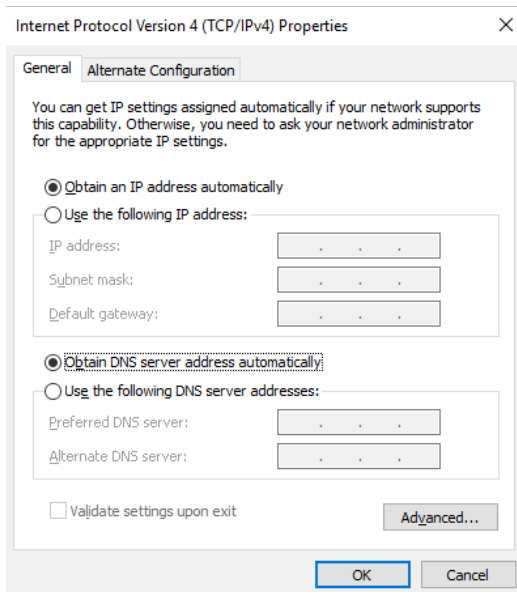 Internet Protocol Version 4 (TCP/IPv4) Properties
General
Alternate Configuration
You can get IP settings assigned automatically if your network supports
this capability. Otherwise, you need to ask your network administrator
for the appropriate IP settings.
Obtain an IP address automatically
Use the following IP address:
IP address:
Subnet mask:
Default gateway:
Obtain DNS server address automatically
Use the following DNS server addresses:
Preferred DNS server:
Alternate DNS server:
Validate settings upon exit
Advanced...
OK
Cancel